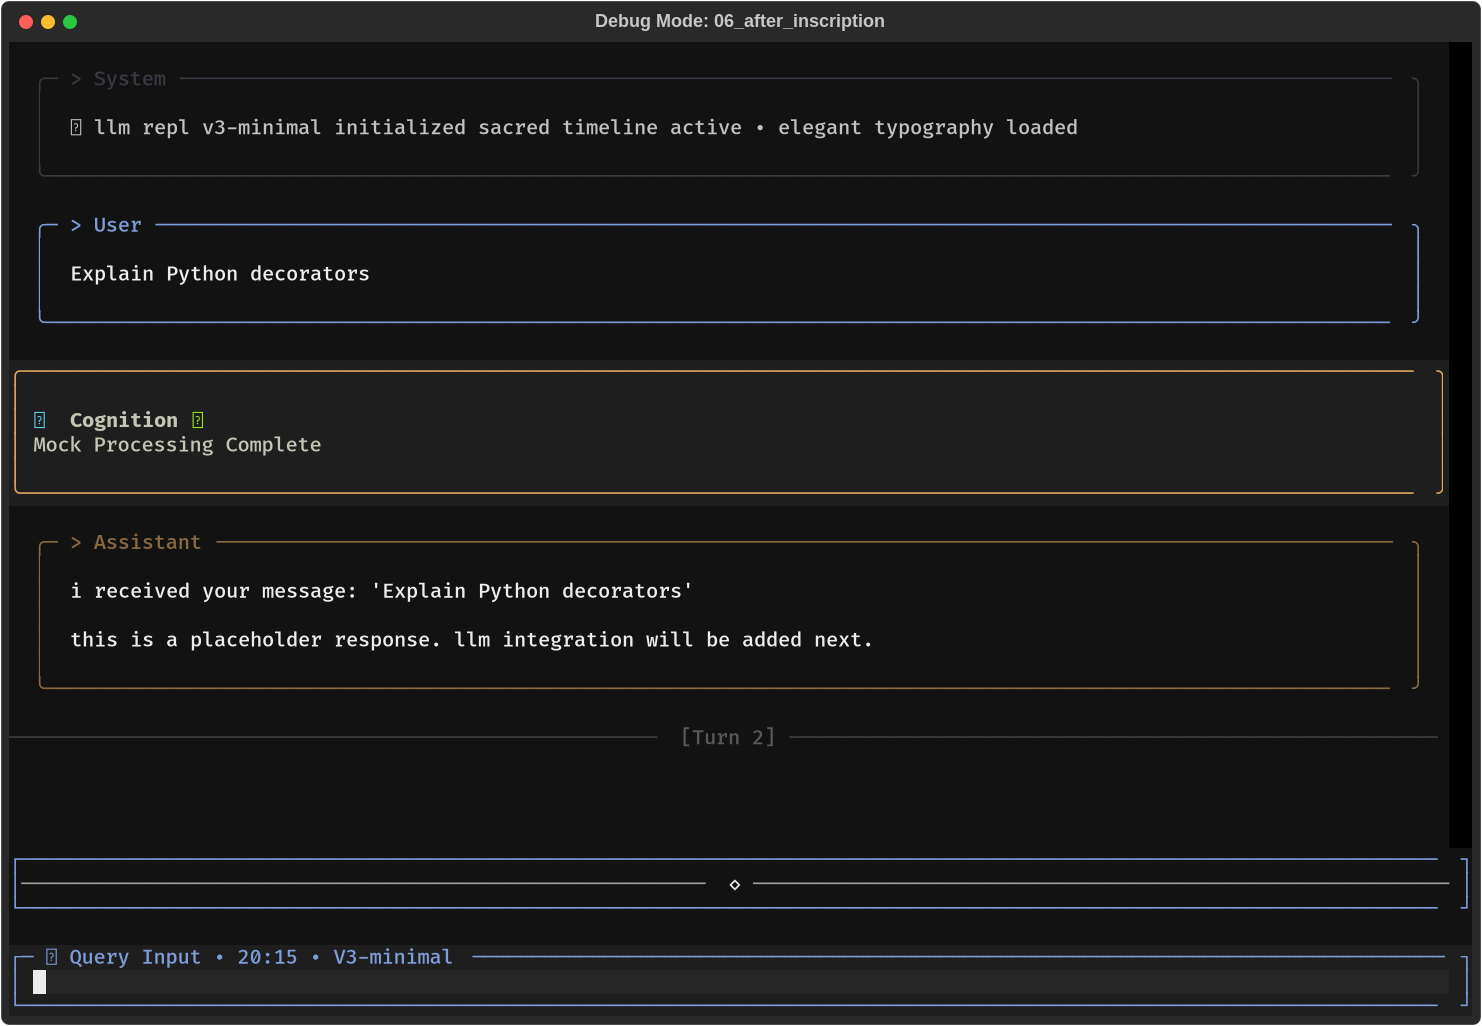 Debug Mode: 06_after_inscription
> System
llm repl v3-minimal initialized sacred timeline active • elegant typography loaded
> User
Explain Python decorators
Cognition
Mock Processing Complete
> Assistant
i received your message: 'Explain Python decorators'
this is a placeholder response. llm integration will be added next.
[Turn 2]
Query Input • 20:15 • V3-minimal